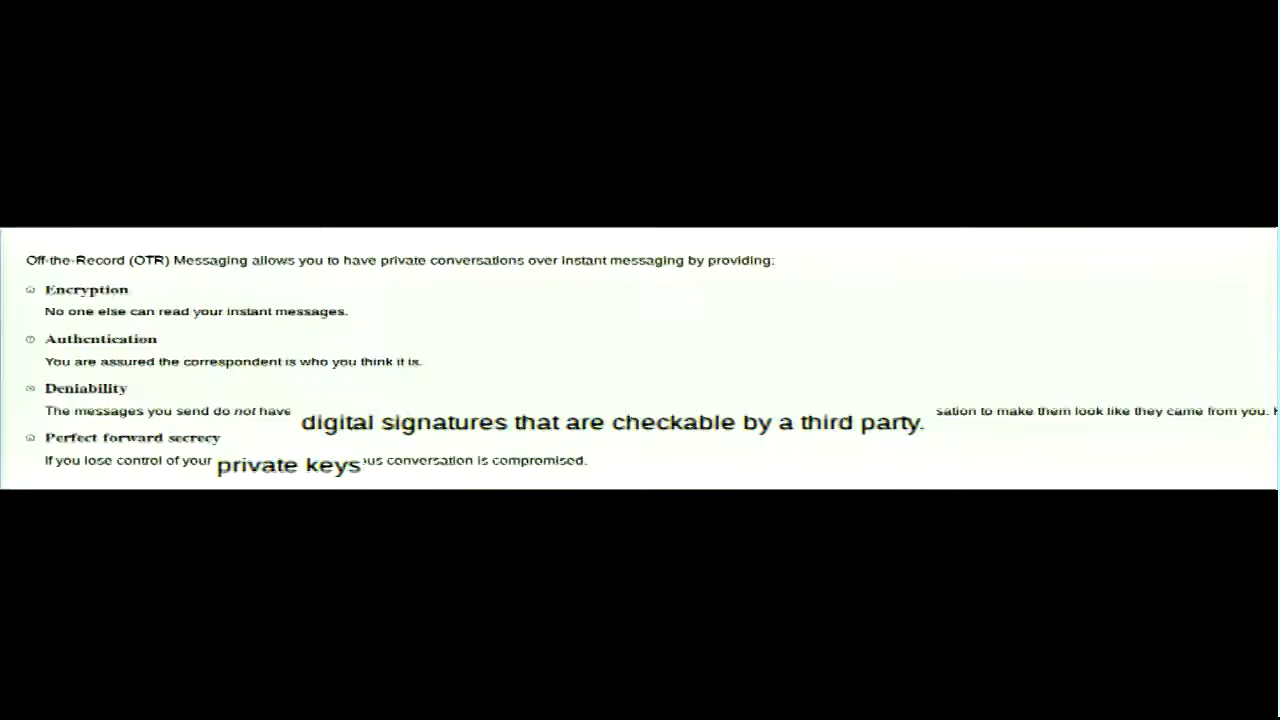 Off-the-Record (OTR) Messaging allows you to have private conversations over instant messaging by providing:
Encryption
No one else can read your instant messages.
Authentication
You are assured the correspondent is who you think it is.
Deniability
The messages you send do not have digital signatures that are checkable by a third party. sation to make them look like they came from you. H
Perfect forward secrecy
If you lose control of your private keys us conversation is compromised.